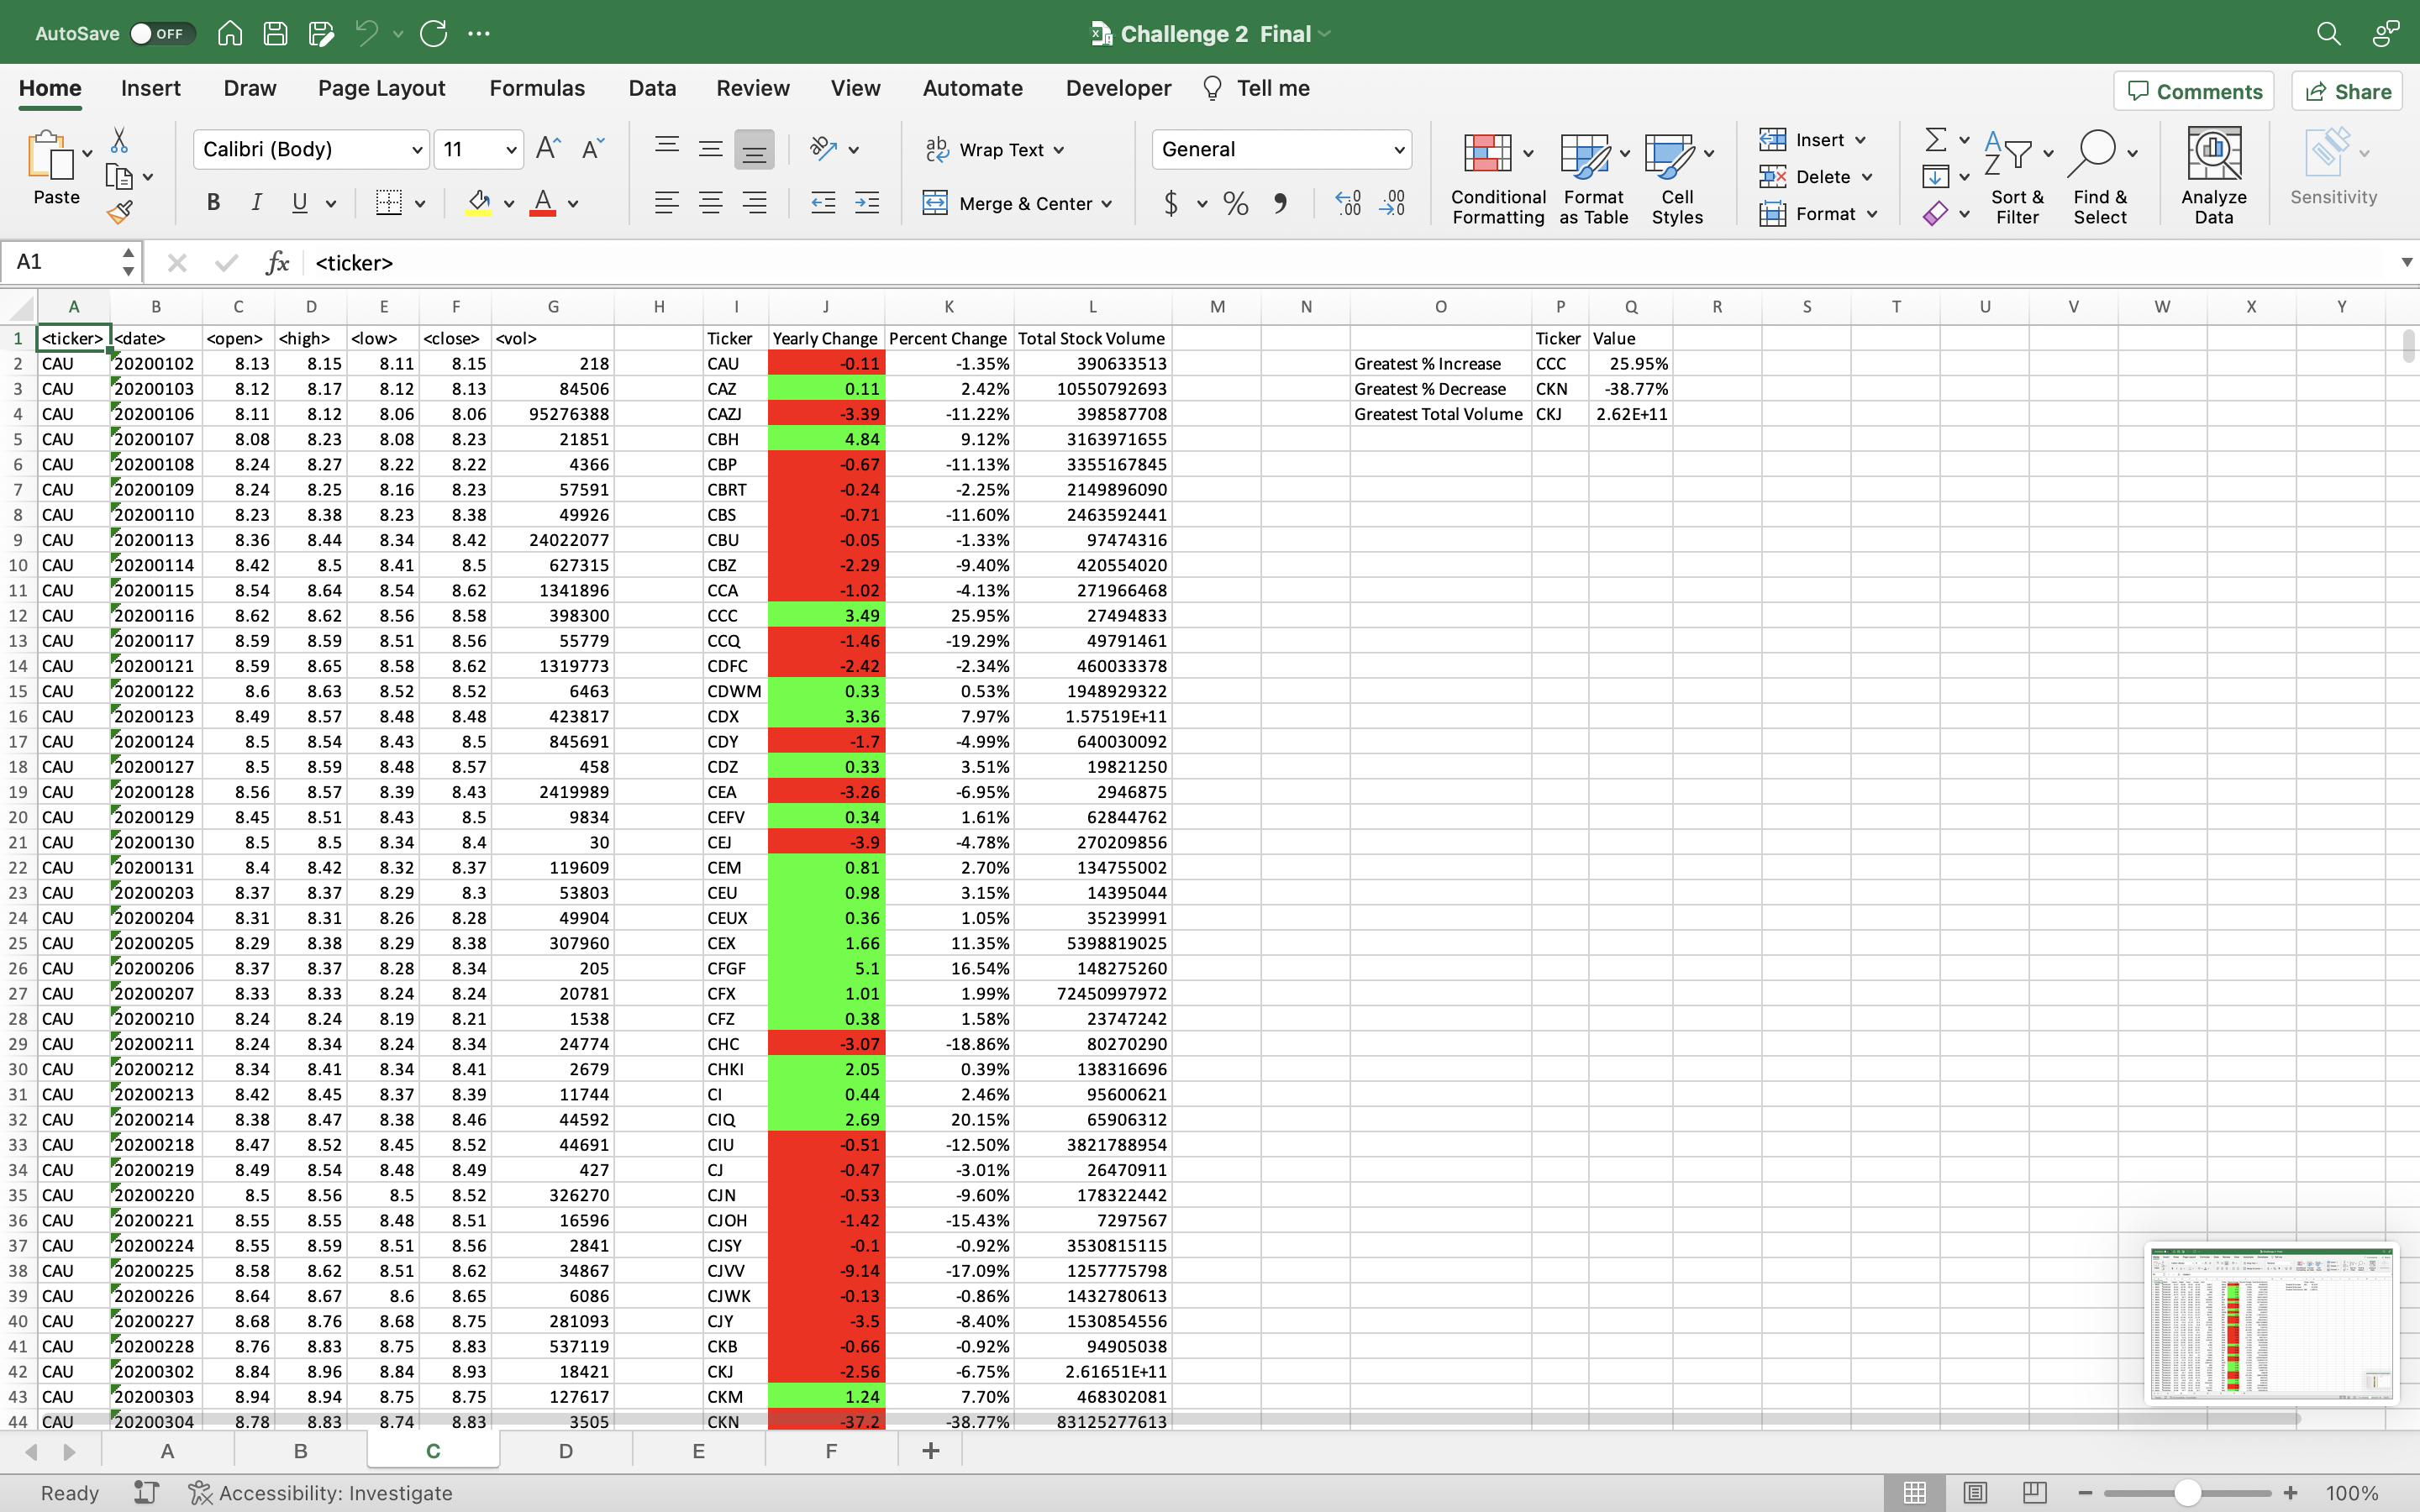 AutoSave OFF Challenge 2 Final
Home Insert Draw Page Layout Formulas Data Review View Automate Developer Tell me Comments Share
Paste Calibri (Body) 11 Wrap Text General Insert
B I U Merge & Center $ % Conditional Formatting Format as Table Cell Styles Delete Format Sort & Filter Find & Select Analyze Data Sensitivity
A1 fx <ticker>
A B C D E F G H I J K L M N O P Q R S T U V W X Y
1 <ticker> <date> <open> <high> <low> <close> <vol> Ticker Yearly Change Percent Change Total Stock Volume Ticker Value
2 CAU 20200102 8.13 8.15 8.11 8.15 218 CAU -0.11 -1.35% 390633513 Greatest % Increase CCC 25.95%
3 CAU 20200103 8.12 8.17 8.12 8.13 84506 CAZ 0.11 2.42% 10550792693 Greatest % Decrease CKN -38.77%
4 CAU 20200106 8.11 8.12 8.06 8.06 95276388 CAZJ -3.39 -11.22% 398587708 Greatest Total Volume CKJ 2.62E+11
5 CAU 20200107 8.08 8.23 8.08 8.23 21851 CBH 4.84 9.12% 3163971655
6 CAU 20200108 8.24 8.27 8.22 8.22 4366 CBP -0.67 -11.13% 3355167845
7 CAU 20200109 8.24 8.25 8.16 8.23 57591 CBRT -0.24 -2.25% 2149896090
8 CAU 20200110 8.23 8.38 8.23 8.38 49926 CBS -0.71 -11.60% 2463592441
9 CAU 20200113 8.36 8.44 8.34 8.42 24022077 CBU -0.05 -1.33% 97474316
10 CAU 20200114 8.42 8.5 8.41 8.5 627315 CBZ -2.29 -9.40% 420554020
11 CAU 20200115 8.54 8.64 8.54 8.62 1341896 CCA -1.02 -4.13% 271966468
12 CAU 20200116 8.62 8.62 8.56 8.58 398300 CCC 3.49 25.95% 27494833
13 CAU 20200117 8.59 8.59 8.51 8.56 55779 CCQ -1.46 -19.29% 49791461
14 CAU 20200121 8.59 8.65 8.58 8.62 1319773 CDFC -2.42 -2.34% 460033378
15 CAU 20200122 8.6 8.63 8.52 8.52 6463 CDWM 0.33 0.53% 1948929322
16 CAU 20200123 8.49 8.57 8.48 8.48 423817 CDX 3.36 7.97% 1.57519E+11
17 CAU 20200124 8.5 8.54 8.43 8.5 845691 CDY -1.7 -4.99% 640030092
18 CAU 20200127 8.5 8.59 8.48 8.57 458 CDZ 0.33 3.51% 19821250
19 CAU 20200128 8.56 8.57 8.39 8.43 2419989 CEA -3.26 -6.95% 2946875
20 CAU 20200129 8.45 8.51 8.43 8.5 9834 CEFV 0.34 1.61% 62844762
21 CAU 20200130 8.5 8.5 8.34 8.4 30 CEJ -3.9 -4.78% 270209856
22 CAU 20200131 8.4 8.42 8.32 8.37 119609 CEM 0.81 2.70% 134755002
23 CAU 20200203 8.37 8.37 8.29 8.3 53803 CEU 0.98 3.15% 14395044
24 CAU 20200204 8.31 8.31 8.26 8.28 49904 CEUX 0.36 1.05% 35239991
25 CAU 20200205 8.29 8.38 8.29 8.38 307960 CEX 1.66 11.35% 5398819025
26 CAU 20200206 8.37 8.37 8.28 8.34 205 CFGF 5.1 16.54% 148275260
27 CAU 20200207 8.33 8.33 8.24 8.24 20781 CFX 1.01 1.99% 72450997972
28 CAU 20200210 8.24 8.24 8.19 8.21 1538 CFZ 0.38 1.58% 23747242
29 CAU 20200211 8.24 8.34 8.24 8.34 24774 CHC -3.07 -18.86% 80270290
30 CAU 20200212 8.34 8.41 8.34 8.41 2679 CHKI 2.05 0.39% 138316696
31 CAU 20200213 8.42 8.45 8.37 8.39 11744 CI 0.44 2.46% 95600621
32 CAU 20200214 8.38 8.47 8.38 8.46 44592 CIQ 2.69 20.15% 65906312
33 CAU 20200218 8.47 8.52 8.45 8.52 44691 CIU -0.51 -12.50% 3821788954
34 CAU 20200219 8.49 8.54 8.48 8.49 427 CJ -0.47 -3.01% 26470911
35 CAU 20200220 8.5 8.56 8.5 8.52 326270 CJN -0.53 -9.60% 178322442
36 CAU 20200221 8.55 8.55 8.48 8.51 16596 CJOH -1.42 -15.43% 7297567
37 CAU 20200224 8.55 8.59 8.51 8.56 2841 CJSY -0.1 -0.92% 3530815115
38 CAU 20200225 8.58 8.62 8.51 8.62 34867 CJVV -9.14 -17.09% 1257775798
39 CAU 20200226 8.64 8.67 8.6 8.65 6086 CJWK -0.13 -0.86% 1432780613
40 CAU 20200227 8.68 8.76 8.68 8.75 281093 CJY -3.5 -8.40% 1530854556
41 CAU 20200228 8.76 8.83 8.75 8.83 537119 CKB -0.66 -0.92% 94905038
42 CAU 20200302 8.84 8.96 8.84 8.93 18421 CKJ -2.56 -6.75% 2.61651E+11
43 CAU 20200303 8.94 8.94 8.75 8.75 127617 CKM 1.24 7.70% 468302081
44 CAU 20200304 8.78 8.83 8.74 8.83 3505 CKN -37.2 -38.77% 83125277613
A B C D E F +
Ready Accessibility: Investigate 100%